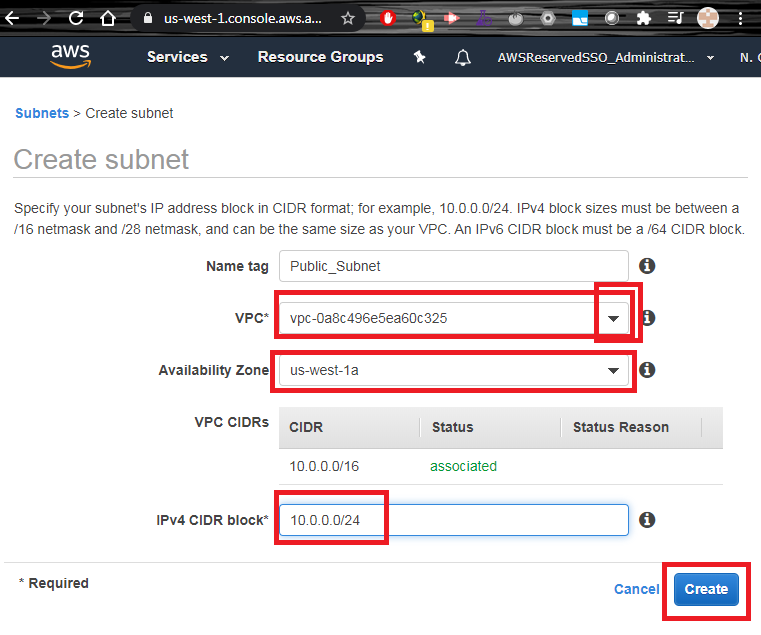 us-west-1.console.aws.a...
aws
Services
Resource Groups
AWSReservedSSO_Administrat...
N.
Subnets > Create subnet
Create subnet
Specify your subnet's IP address block in CIDR format; for example, 10.0.0.0/24. IPv4 block sizes must be between a
/16 netmask and /28 netmask, and can be the same size as your VPC. An IPv6 CIDR block must be a /64 CIDR block.
Name tag
Public_Subnet
VPC*
vpc-0a8c496e5ea60c325
Availability Zone
us-west-1a
VPC CIDRs
CIDR
Status
Status Reason
10.0.0.0/16
associated
IPv4 CIDR block*
10.0.0.0/24
* Required
Cancel
Create